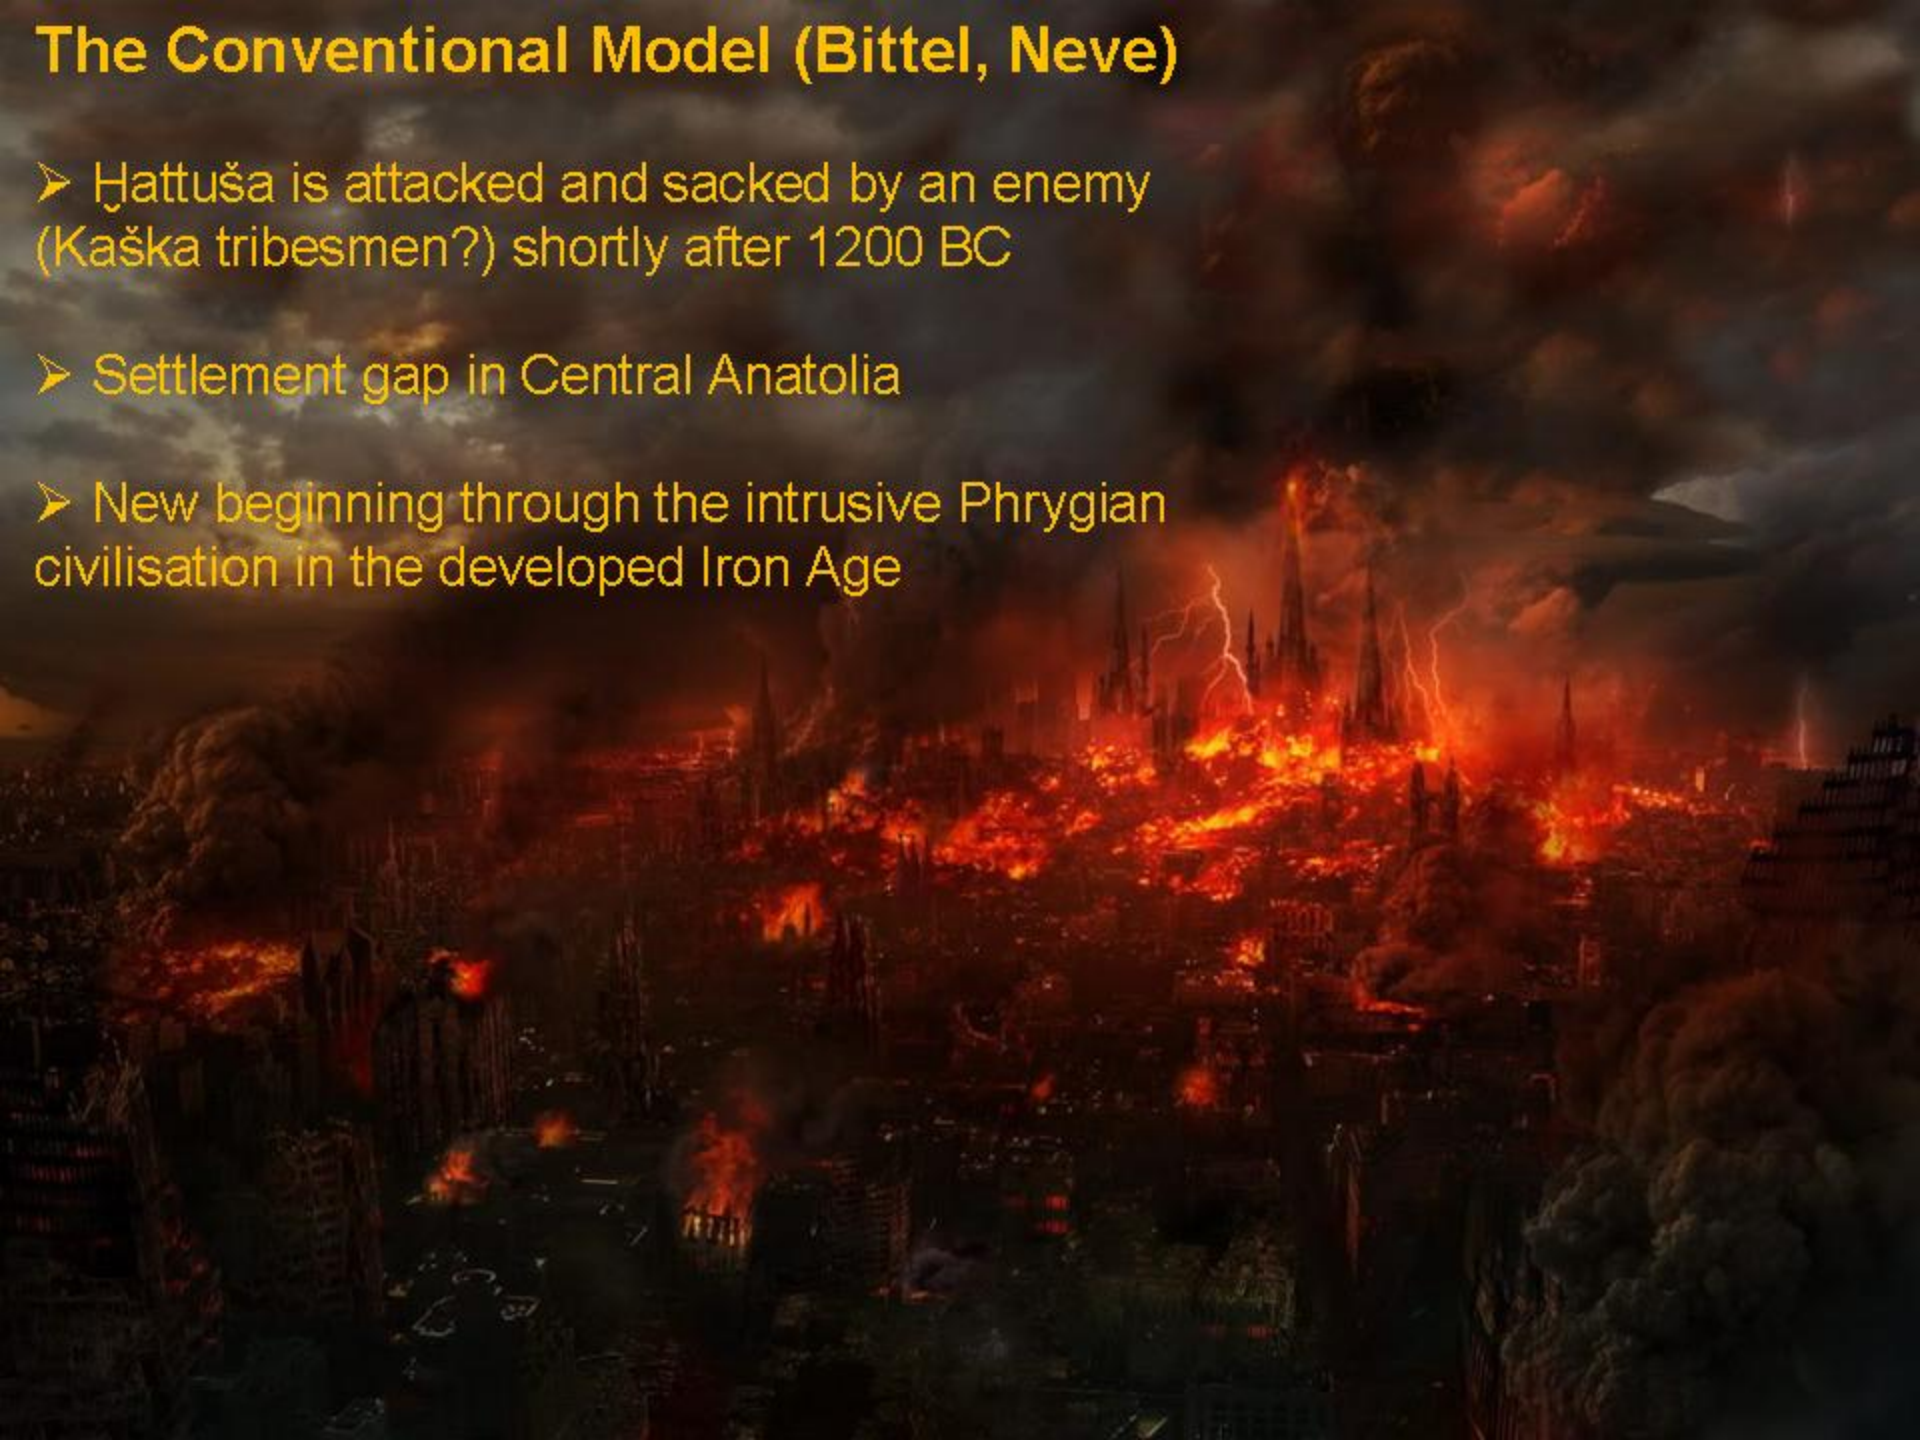 The Conventional Model (Bittel, Neve)
➢ Ḫattuša is attacked and sacked by an enemy
(Kaška tribesmen?) shortly after 1200 BC
➢ Settlement gap in Central Anatolia
➢ New beginning through the intrusive Phrygian
civilisation in the developed Iron Age